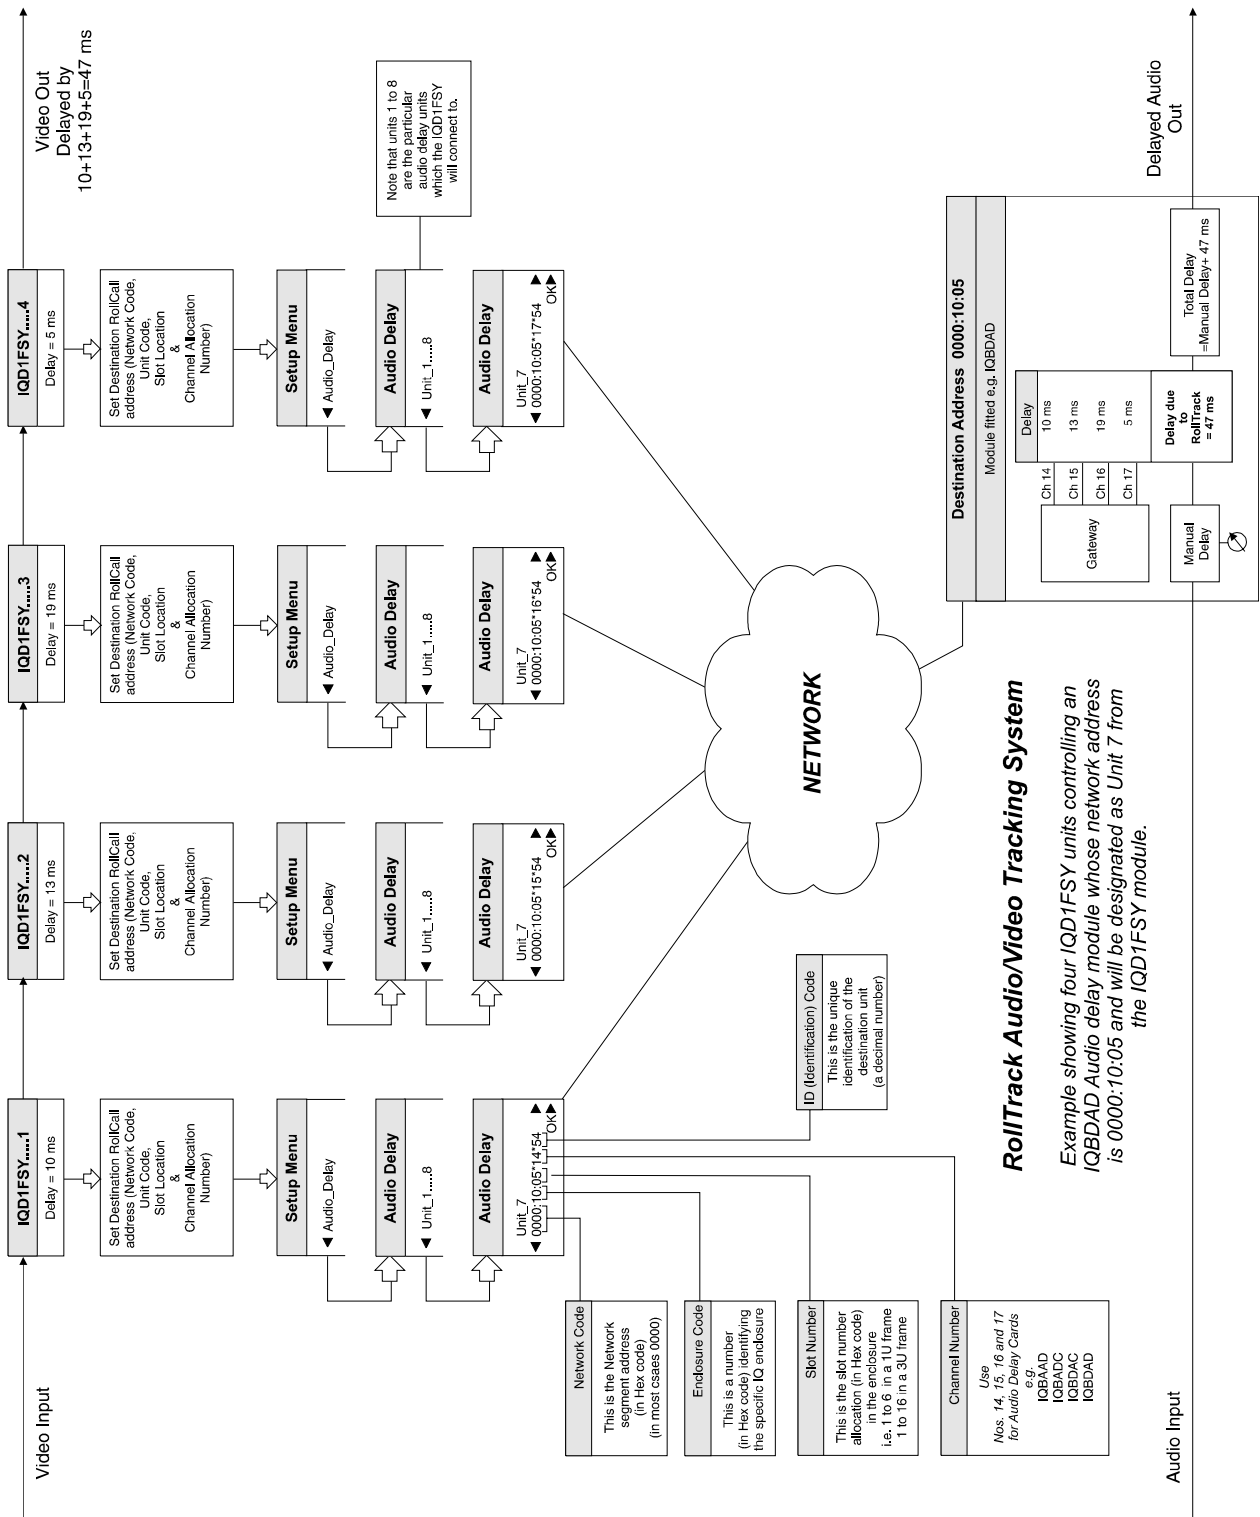 Video Input
IQD1FSY.....1
Delay = 10 ms
Set Destination RollCall
address (Network Code,
Unit Code,
Slot Location
&
Channel Allocation
Number)
Setup Menu
◀ Audio_Delay
Audio Delay
◀ Unit_1.....8
Audio Delay
Unit_7
◀ 0000:10:05*14*54 ▶
OK▶
IQD1FSY.....2
Delay = 13 ms
Set Destination RollCall
address (Network Code,
Unit Code,
Slot Location
&
Channel Allocation
Number)
Setup Menu
◀ Audio_Delay
Audio Delay
◀ Unit_1.....8
Audio Delay
Unit_7
◀ 0000:10:05*15*54 ▶
OK▶
IQD1FSY.....3
Delay = 19 ms
Set Destination RollCall
address (Network Code,
Unit Code,
Slot Location
&
Channel Allocation
Number)
Setup Menu
◀ Audio_Delay
Audio Delay
◀ Unit_1.....8
Audio Delay
Unit_7
◀ 0000:10:05*16*54 ▶
OK▶
IQD1FSY.....4
Delay = 5 ms
Set Destination RollCall
address (Network Code,
Unit Code,
Slot Location
&
Channel Allocation
Number)
Setup Menu
◀ Audio_Delay
Audio Delay
◀ Unit_1.....8
Audio Delay
Unit_7
◀ 0000:10:05*17*54 ▶
OK▶
Video Out
Delayed by
10+13+19+5=47 ms
Note that units 1 to 8
are the particular
audio delay units
which the IQD1FSY
will connect to.
Network Code
This is the Network
segment address
(in Hex code)
(in most csaes 0000)
Enclosure Code
This is a number
(in Hex code) identifying
the specific IQ enclosure
Slot Number
This is the slot number
allocation (in Hex code)
in the enclosure
i.e. 1 to 6 in a 1U frame
1 to 16 in a 3U frame
Channel Number
Use
Nos. 14, 15, 16 and 17
for Audio Delay Cards
e.g.
IQBAAD
IQBADC
IQBDAC
IQBDAD
ID (Identification) Code
This is the unique
identification of the
destination unit
(a decimal number)
NETWORK
RollTrack Audio/Video Tracking System
Example showing four IQD1FSY units controlling an
IQBDAD Audio delay module whose network address
is 0000:10:05 and will be designated as Unit 7 from
the IQD1FSY module.
Destination Address 0000:10:05
Module fitted e.g. IQBDAD
Gateway
Delay
Ch 14
10 ms
Ch 15
13 ms
Ch 16
19 ms
Ch 17
5 ms
Manual
Delay
Delay due
to
RollTrack
= 47 ms
Total Delay
=Manual Delay+ 47 ms
Audio Input
Delayed Audio
Out